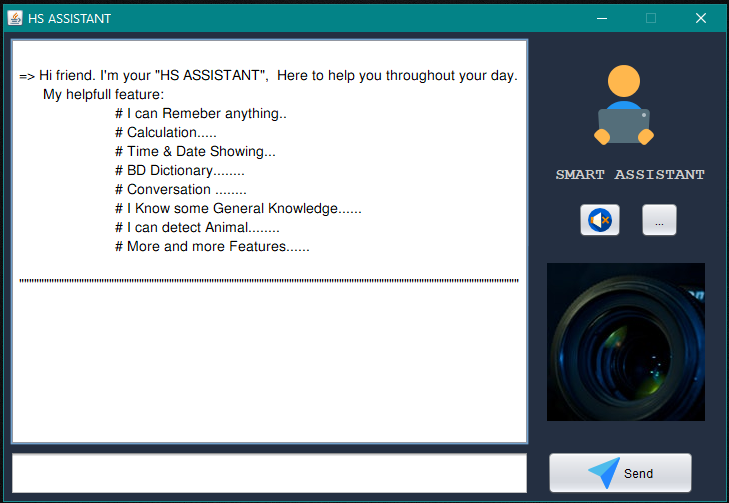 HS ASSISTANT
=> Hi friend. I'm your "HS ASSISTANT",  Here to help you throughout your day.
My helpfull feature:
# I can Remeber anything..
# Calculation.....
# Time & Date Showing...
# BD Dictionary........
# Conversation ........
# I Know some General Knowledge......
# I can detect Animal........
# More and more Features......
SMART ASSISTANT
...
Send